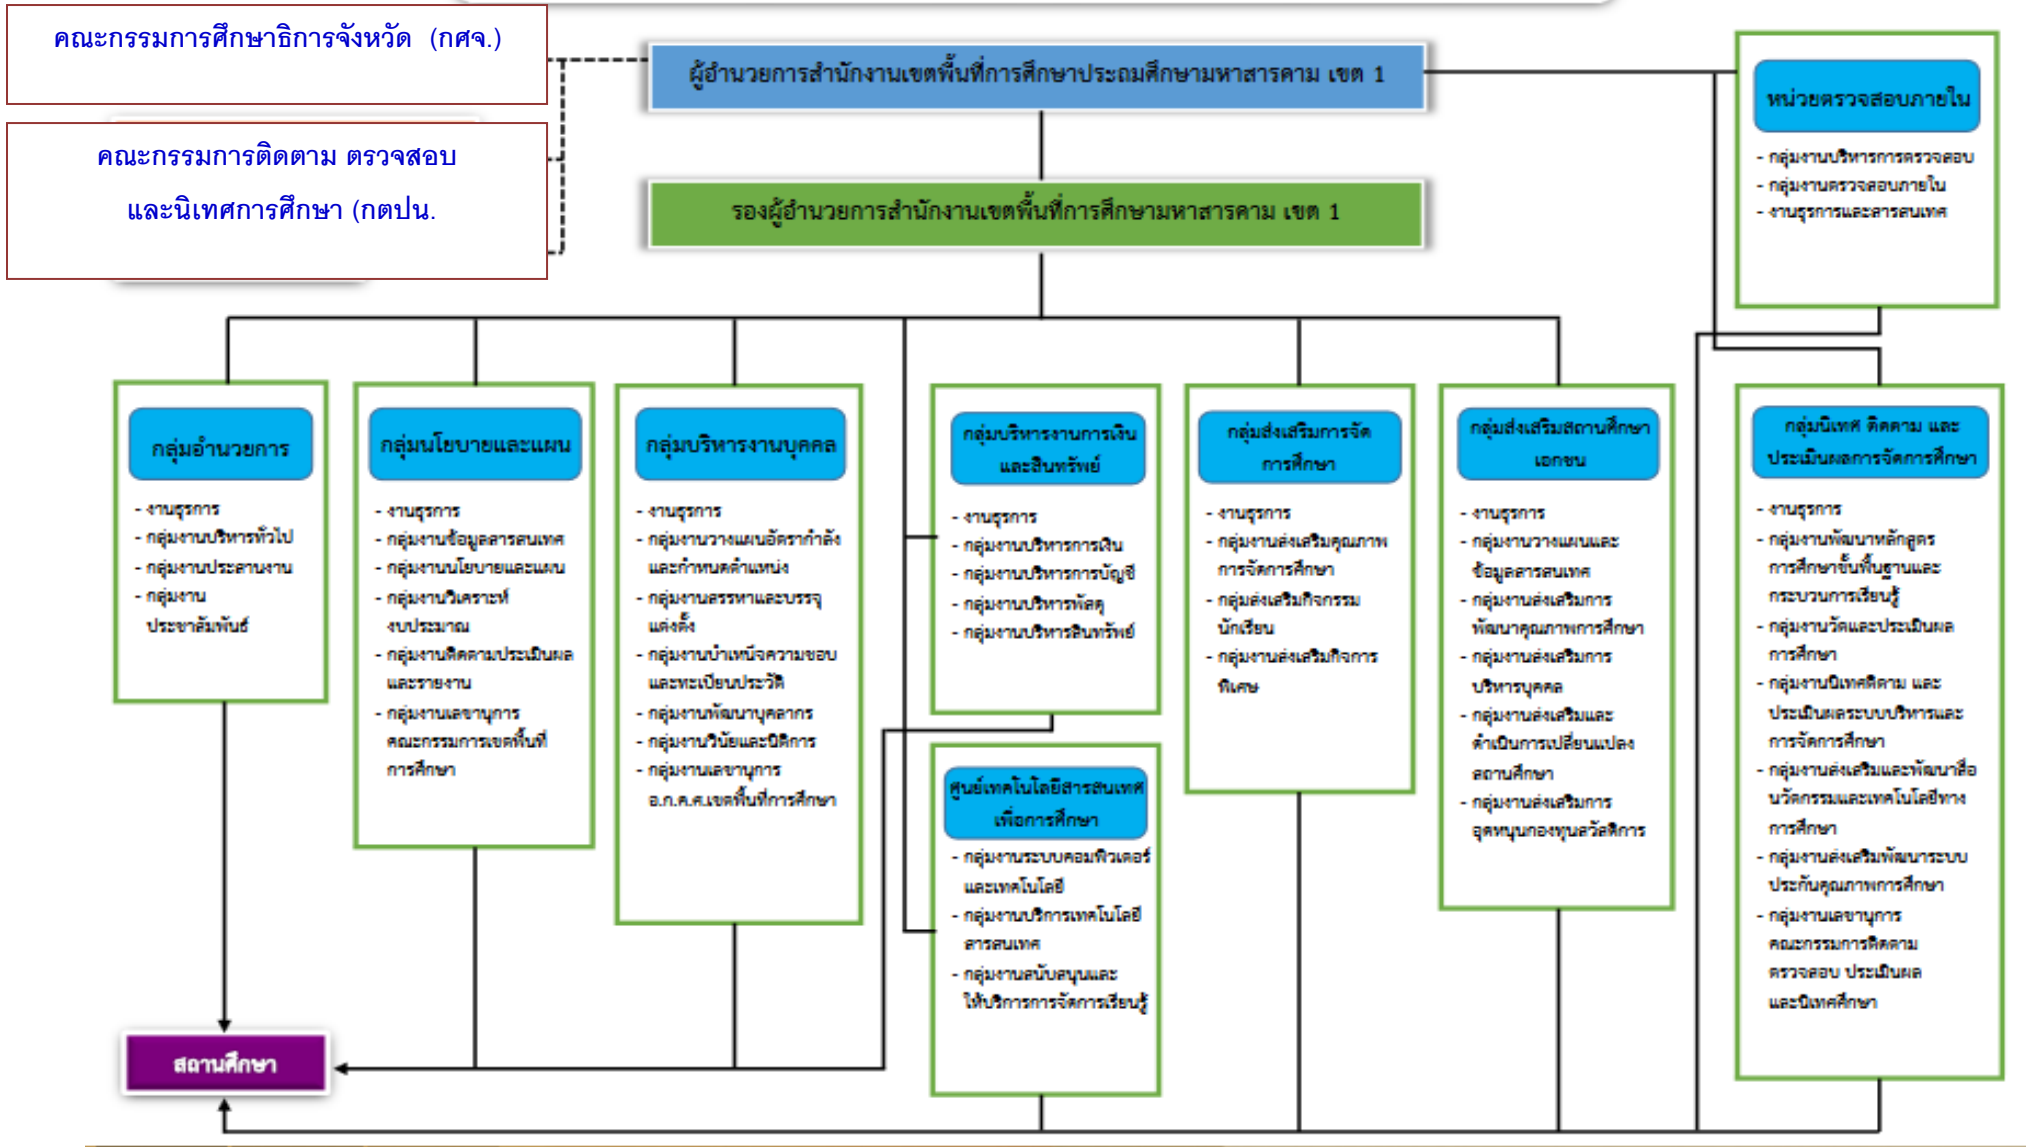 คณะกรรมการศึกษาธิการจังหวัด (กศจ.)
คณะกรรมการติดตาม ตรวจสอบ
และนิเทศการศึกษา (กตปน.
ผู้อำนวยการสำนักงานเขตพื้นที่การศึกษาประถมศึกษามหาสารคาม เขต 1
รองผู้อำนวยการสำนักงานเขตพื้นที่การศึกษามหาสารคาม เขต 1
หน่วยตรวจสอบภายใน
- กลุ่มงานบริหารการตรวจสอบ
- กลุ่มงานตรวจสอบภายใน
- งานธุรการและสารสนเทศ
กลุ่มอำนวยการ
- งานธุรการ
- กลุ่มงานบริหารทั่วไป
- กลุ่มงานประสานงาน
- กลุ่มงาน
ประชาสัมพันธ์
กลุ่มนโยบายและแผน
- งานธุรการ
- กลุ่มงานข้อมูลสารสนเทศ
- กลุ่มงานนโยบายและแผน
- กลุ่มงานวิเคราะห์
งบประมาณ
- กลุ่มงานติดตามประเมินผล
และรายงาน
- กลุ่มงานเลขานุการ
คณะกรรมการเขตพื้นที่
การศึกษา
กลุ่มบริหารงานบุคคล
- งานธุรการ
- กลุ่มงานวางแผนอัตรากำลัง
และกำหนดตำแหน่ง
- กลุ่มงานสรรหาและบรรจุ
แต่งตั้ง
- กลุ่มงานบำเหน็จความชอบ
และทะเบียนประวัติ
- กลุ่มงานพัฒนาบุคลากร
- กลุ่มงานวินัยและนิติการ
- กลุ่มงานเลขานุการ
อ.ก.ค.ศ.เขตพื้นที่การศึกษา
กลุ่มบริหารงานการเงิน
และสินทรัพย์
- งานธุรการ
- กลุ่มงานบริหารการเงิน
- กลุ่มงานบริหารการบัญชี
- กลุ่มงานบริหารพัสดุ
- กลุ่มงานบริหารสินทรัพย์
ศูนย์เทคโนโลยีสารสนเทศ
เพื่อการศึกษา
- กลุ่มงานระบบคอมพิวเตอร์
และเทคโนโลยี
- กลุ่มงานบริการเทคโนโลยี
สารสนเทศ
- กลุ่มงานสนับสนุนและ
ให้บริการการจัดการเรียนรู้
กลุ่มส่งเสริมการจัด
การศึกษา
- งานธุรการ
- กลุ่มงานส่งเสริมคุณภาพ
การจัดการศึกษา
- กลุ่มส่งเสริมกิจกรรม
นักเรียน
- กลุ่มงานส่งเสริมกิจการ
พิเศษ
กลุ่มส่งเสริมสถานศึกษา
เอกชน
- งานธุรการ
- กลุ่มงานวางแผนและ
ข้อมูลสารสนเทศ
- กลุ่มงานส่งเสริมการ
พัฒนาคุณภาพการศึกษา
- กลุ่มงานส่งเสริมการ
บริหารบุคคล
- กลุ่มงานส่งเสริมและ
ดำเนินการเปลี่ยนแปลง
สถานศึกษา
- กลุ่มงานส่งเสริมการ
อุดหนุนกองทุนสวัสดิการ
กลุ่มนิเทศ ติดตาม และ
ประเมินผลการจัดการศึกษา
- งานธุรการ
- กลุ่มงานพัฒนาหลักสูตร
การศึกษาขั้นพื้นฐานและ
กระบวนการเรียนรู้
- กลุ่มงานวัดและประเมินผล
การศึกษา
- กลุ่มงานนิเทศติดาม และ
ประเมินผลระบบบริหารและ
การจัดการศึกษา
- กลุ่มงานส่งเสริมและพัฒนาสื่อ
นวัตกรรมและเทคโนโลยีทาง
การศึกษา
- กลุ่มงานส่งเสริมพัฒนาระบบ
ประกันคุณภาพการศึกษา
- กลุ่มงานเลขานุการ
คณะกรรมการติดตาม
ตรวจสอบ ประเมินผล
และนิเทศศึกษา
สถานศึกษา